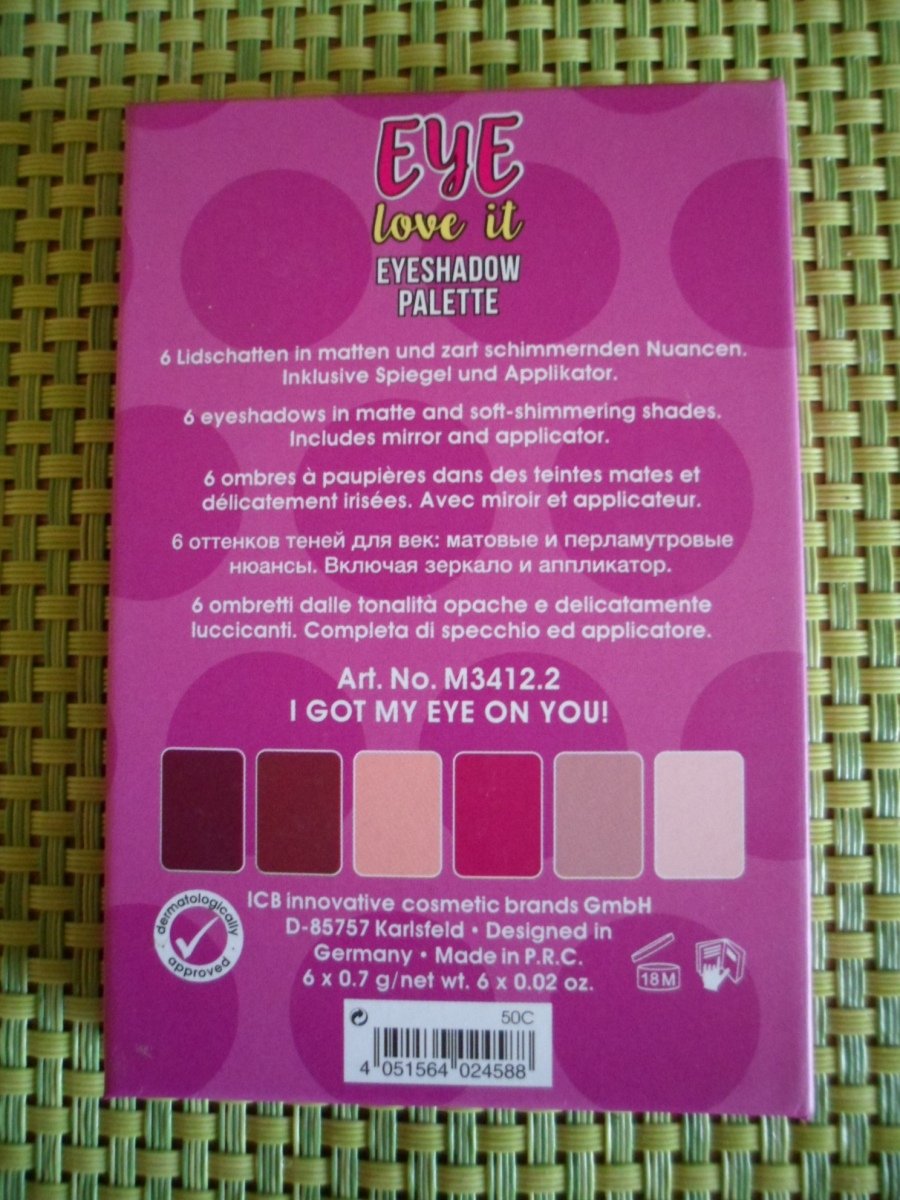 EYE
love it
EYESHADOW
PALETTE
6 Lidschatten in matten und zart schimmernden Nuancen.
Inklusive Spiegel und Applikator.
6 eyeshadows in matte and soft-shimmering shades.
Includes mirror and applicator.
6 ombres à paupières dans des teintes mates et
délicatement irisées. Avec miroir et applicateur.
6 оттенков теней для век: матовые и перламутровые
нюансы. Включая зеркало и аппликатор.
6 ombretti dalle tonalità opache e delicatamente
luccicanti. Completa di specchio ed applicatore.
Art. No. M3412.2
I GOT MY EYE ON YOU!
dermatologically
approved
ICB innovative cosmetic brands GmbH
D-85757 Karlsfeld • Designed in
Germany • Made in P.R.C.
6 x 0.7 g/net wt. 6 x 0.02 oz.
18M
50C
4 051564 024588